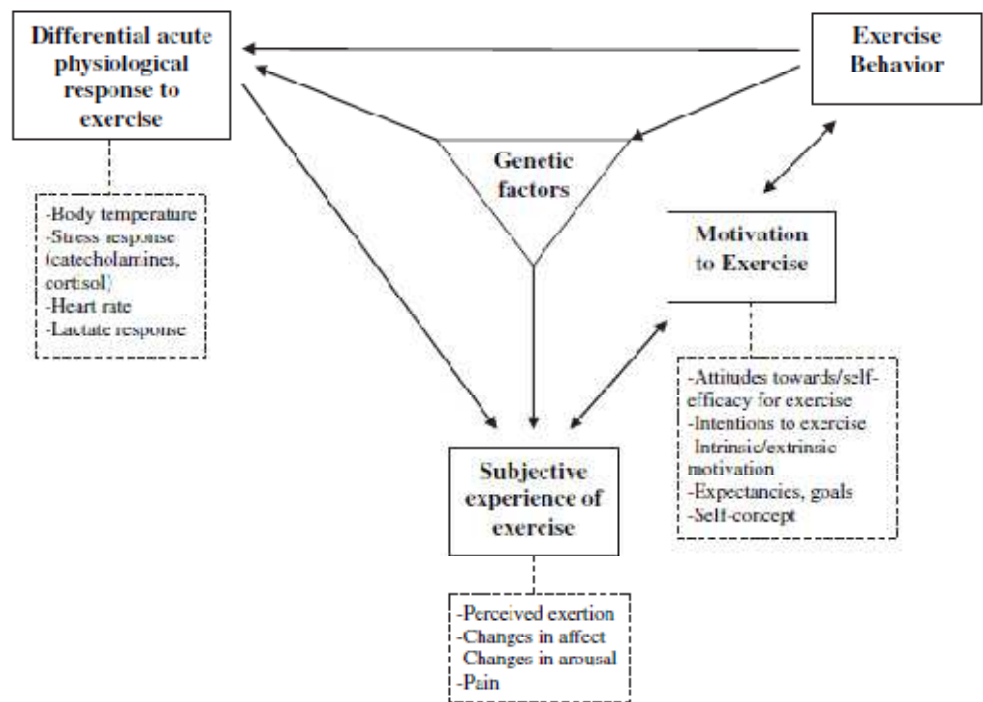 Differential acute
physiological
response to
exercise
Exercise
Behavior
Genetic
factors
-Body temperature
-Stress response
(catecholamines,
cortisol)
-Heart rate
-Lactate response
Motivation
to Exercise
-Attitudes towards/self-
efficacy for exercise
-Intentions to exercise
Intrinsic/extrinsic
motivation
-Expectancies, goals
-Self-concept
Subjective
experience of
exercise
-Perceived exertion
-Changes in affect
Changes in arousal
-Pain